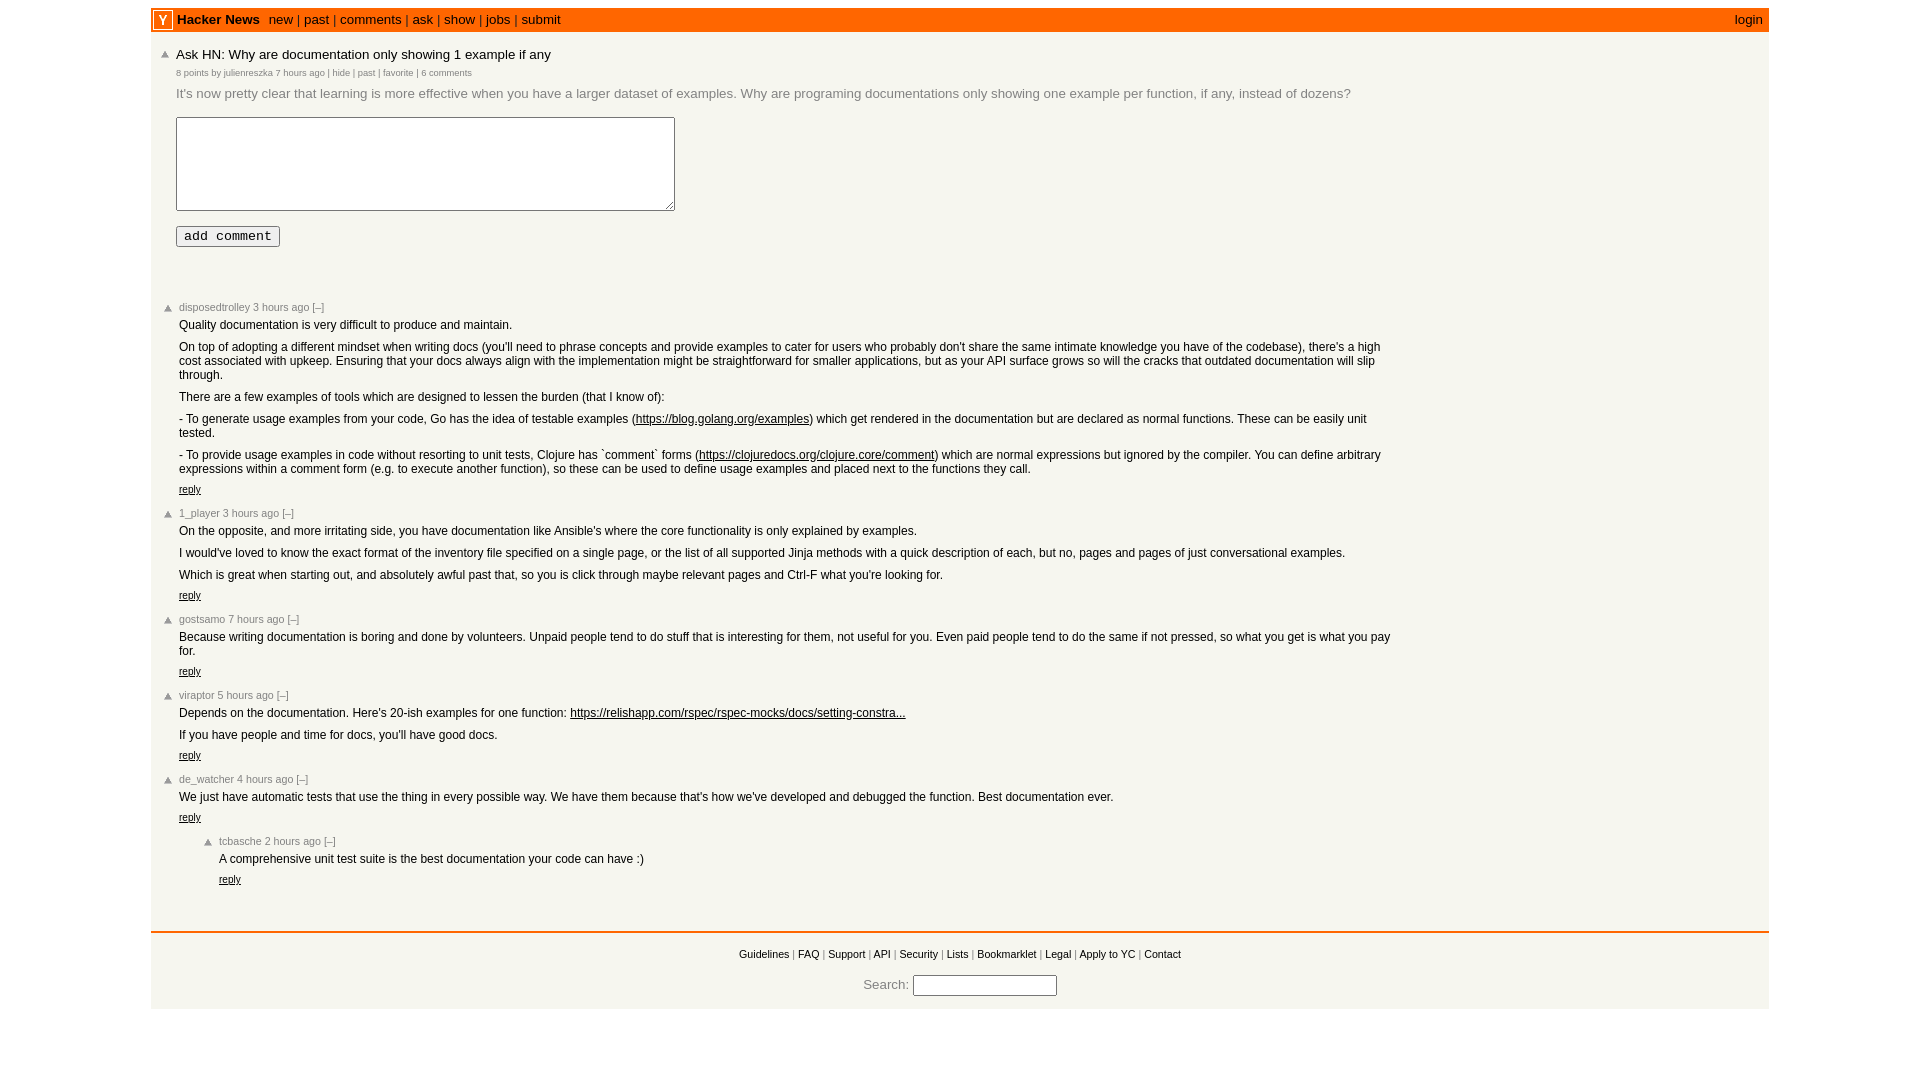 Y Hacker News new | past | comments | ask | show | jobs | submit login
Ask HN: Why are documentation only showing 1 example if any
8 points by julienreszka 7 hours ago | hide | past | favorite | 6 comments
It's now pretty clear that learning is more effective when you have a larger dataset of examples. Why are programing documentations only showing one example per function, if any, instead of dozens?
add comment
disposedtrolley 3 hours ago [–]
Quality documentation is very difficult to produce and maintain.
On top of adopting a different mindset when writing docs (you'll need to phrase concepts and provide examples to cater for users who probably don't share the same intimate knowledge you have of the codebase), there's a high
cost associated with upkeep. Ensuring that your docs always align with the implementation might be straightforward for smaller applications, but as your API surface grows so will the cracks that outdated documentation will slip
through.
There are a few examples of tools which are designed to lessen the burden (that I know of):
- To generate usage examples from your code, Go has the idea of testable examples (https://blog.golang.org/examples) which get rendered in the documentation but are declared as normal functions. These can be easily unit
tested.
- To provide usage examples in code without resorting to unit tests, Clojure has `comment` forms (https://clojuredocs.org/clojure.core/comment) which are normal expressions but ignored by the compiler. You can define arbitrary
expressions within a comment form (e.g. to execute another function), so these can be used to define usage examples and placed next to the functions they call.
reply
1_player 3 hours ago [–]
On the opposite, and more irritating side, you have documentation like Ansible's where the core functionality is only explained by examples.
I would've loved to know the exact format of the inventory file specified on a single page, or the list of all supported Jinja methods with a quick description of each, but no, pages and pages of just conversational examples.
Which is great when starting out, and absolutely awful past that, so you is click through maybe relevant pages and Ctrl-F what you're looking for.
reply
gostsamo 7 hours ago [–]
Because writing documentation is boring and done by volunteers. Unpaid people tend to do stuff that is interesting for them, not useful for you. Even paid people tend to do the same if not pressed, so what you get is what you pay
for.
reply
viraptor 5 hours ago [–]
Depends on the documentation. Here's 20-ish examples for one function: https://relishapp.com/rspec/rspec-mocks/docs/setting-constra...
If you have people and time for docs, you'll have good docs.
reply
de_watcher 4 hours ago [–]
We just have automatic tests that use the thing in every possible way. We have them because that's how we've developed and debugged the function. Best documentation ever.
reply
tcbasche 2 hours ago [–]
A comprehensive unit test suite is the best documentation your code can have :)
reply
Guidelines | FAQ | Support | API | Security | Lists | Bookmarklet | Legal | Apply to YC | Contact
Search: